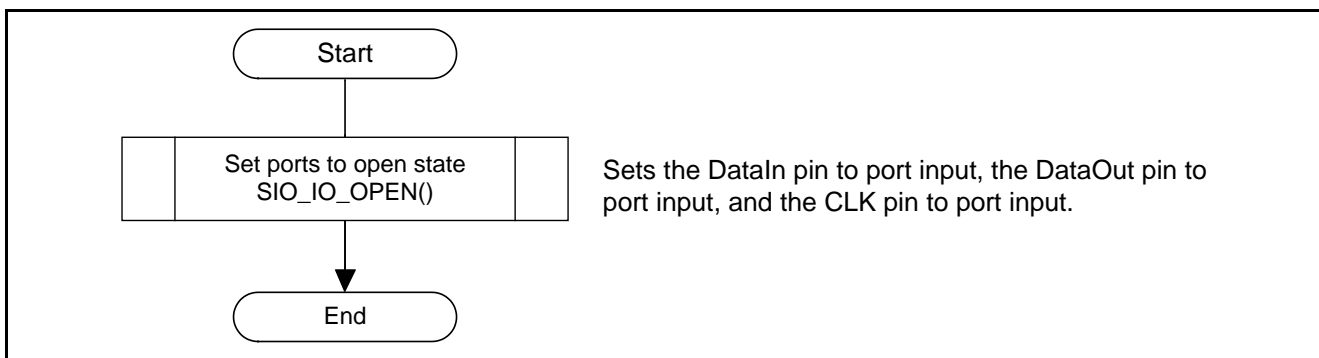 Start
Set ports to open state
SIO_IO_OPEN()
Sets the DataIn pin to port input, the DataOut pin to
port input, and the CLK pin to port input.
End